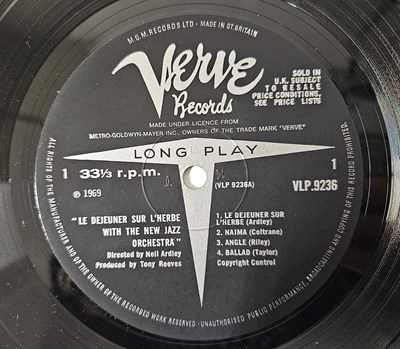 M.G.M. RECORDS LTD - MADE IN GT. BRITAIN
Verve
Records
SOLD IN
U.K. SUBJECT
TO RESALE
PRICE CONDITIONS,
SEE PRICE LISTS
MADE UNDER LICENCE FROM
METRO-GOLDWYN-MAYER-INC., OWNERS OF THE TRADE MARK "VERVE"
LONG PLAY
1 33⅓ r.p.m.
(VLP 9236A)
1
VLP.9236
℗ 1969
"LE DEJEUNER SUR L'HERBE
WITH THE NEW JAZZ
ORCHESTRA"
Directed by Neil Ardley
Produced by Tony Reeves
1. LE DEJEUNER SUR
L'HERBE (Ardley)
2. NAIMA (Coltrane)
3. ANGLE (Riley)
4. BALLAD (Taylor)
Copyright Control
ALL RIGHTS OF THE MANUFACTURER AND OF THE OWNER OF THE RECORDED WORK RESERVED - UNAUTHORISED PUBLIC PERFORMANCE, BROADCASTING AND COPYING OF THIS RECORD PROHIBITED.